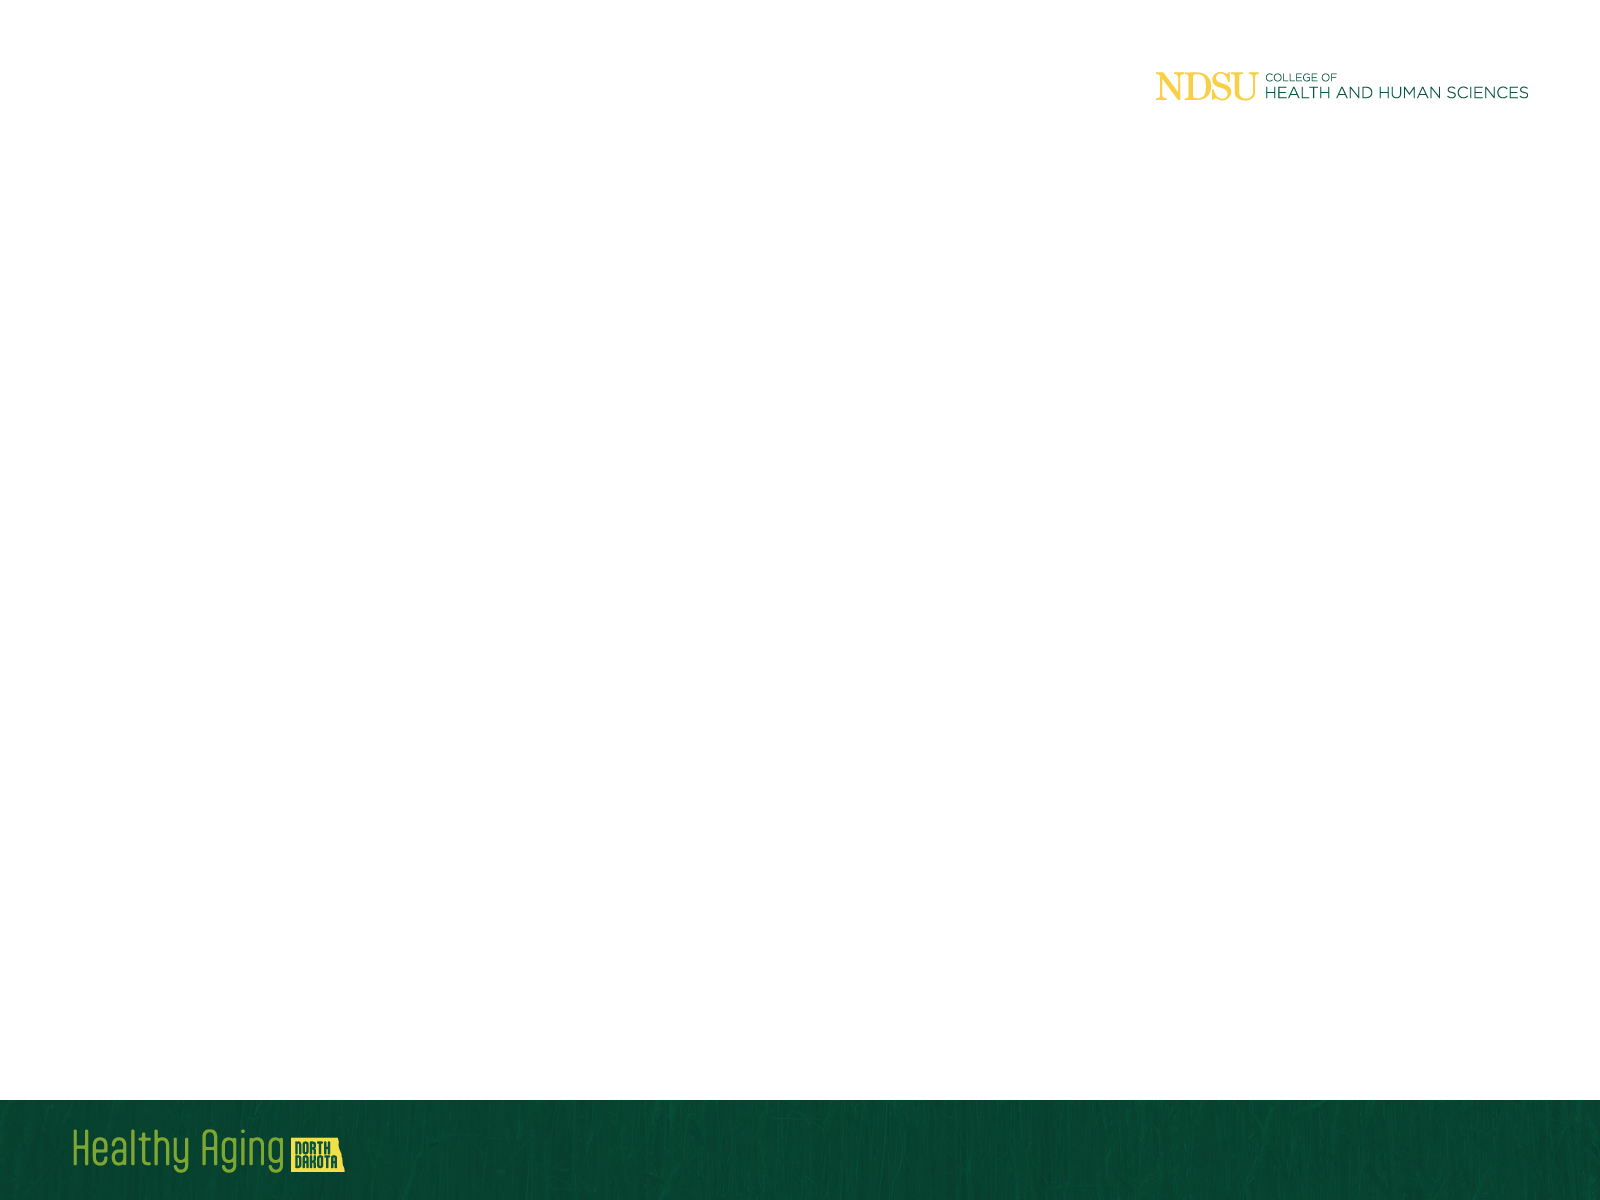 NDSU COLLEGE OF
HEALTH AND HUMAN SCIENCES
Healthy Aging NORTH
DAKOTA